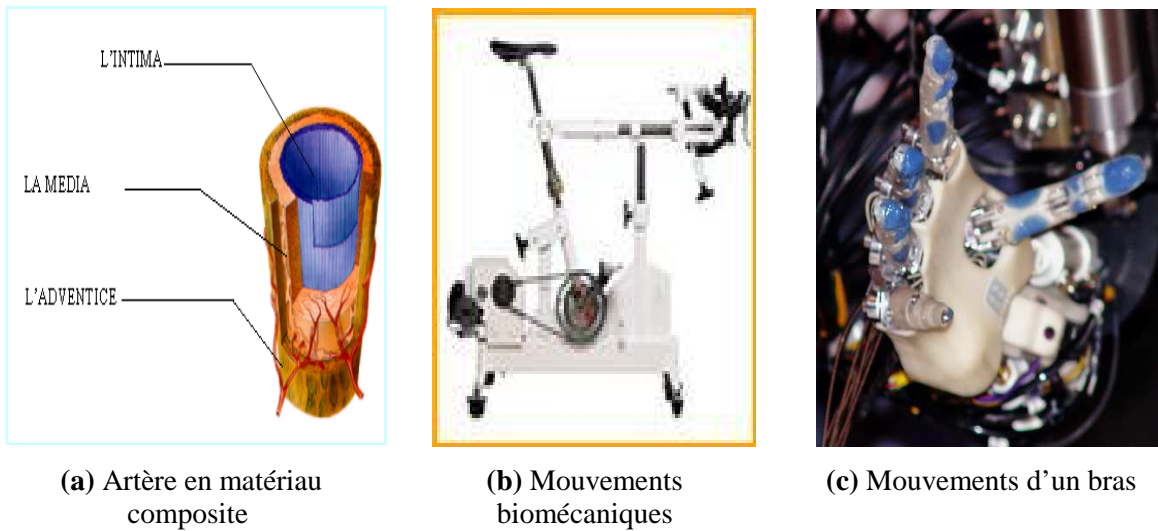 L'INTIMA
LA MEDIA
L'ADVENTICE
(a) Artère en matériau
composite
(b) Mouvements
biomécaniques
(c) Mouvements d'un bras